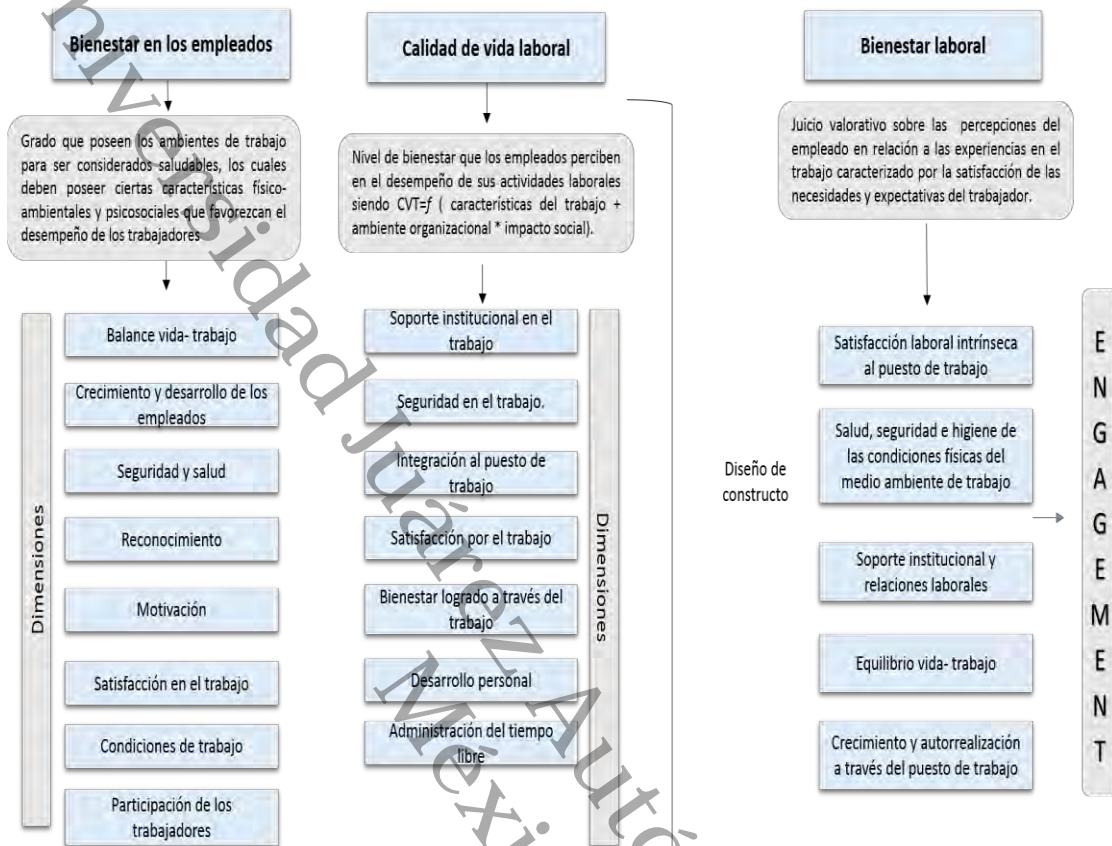 Bienestar en los empleados
Grado que poseen los ambientes de trabajo
para ser considerados saludables, los cuales
deben poseer ciertas características físico-
ambientales y psicosociales que favorezcan el
desempeño de los trabajadores
Dimensiones
Balance vida- trabajo
Crecimiento y desarrollo de los
empleados
Seguridad y salud
Reconocimiento
Motivación
Satisfacción en el trabajo
Condiciones de trabajo
Participación de los
trabajadores
Calidad de vida laboral
Nivel de bienestar que los empleados perciben
en el desempeño de sus actividades laborales
siendo CVT=ƒ ( características del trabajo +
ambiente organizacional * impacto social).
Soporte institucional en el
trabajo
Seguridad en el trabajo.
Integración al puesto de
trabajo
Satisfacción por el trabajo
Bienestar logrado a través del
trabajo
Desarrollo personal
Administración del tiempo
libre
Dimensiones
Bienestar laboral
Juicio valorativo sobre las percepciones del
empleado en relación a las experiencias en el
trabajo caracterizado por la satisfacción de las
necesidades y expectativas del trabajador.
Diseño de
constructo
Satisfacción laboral intrínseca
al puesto de trabajo
Salud, seguridad e higiene de
las condiciones físicas del
medio ambiente de trabajo
Soporte institucional y
relaciones laborales
Equilibrio vida- trabajo
Crecimiento y autorrealización
a través del puesto de trabajo
ENGAGEMENT
niversidad Juárez Autó
Méxi